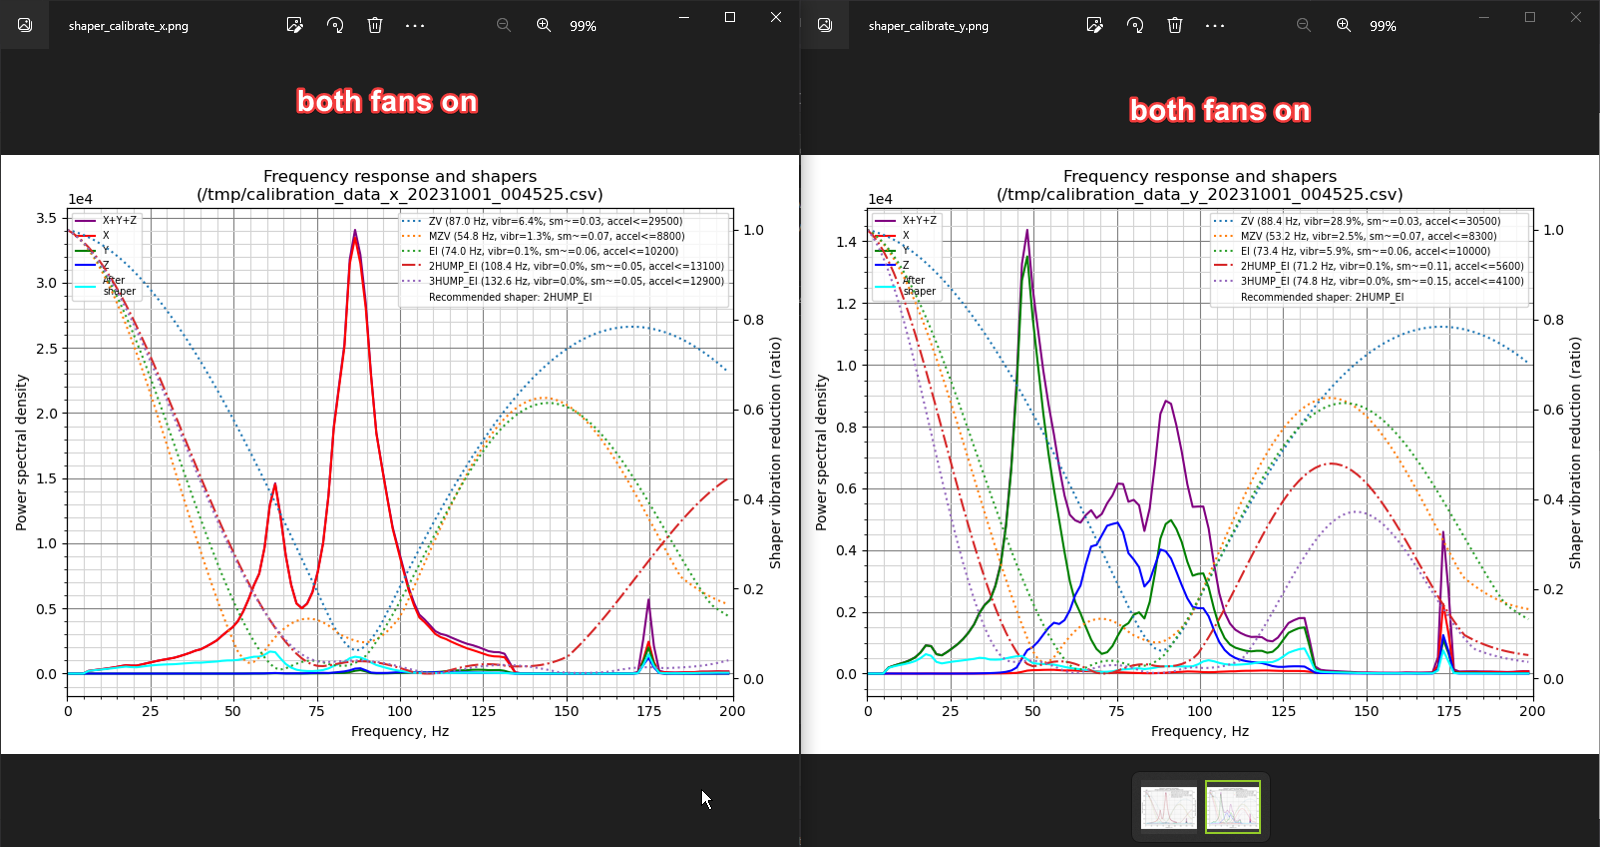 shaper_calibrate_x.png
99%
both fans on
Frequency response and shapers
(/tmp/calibration_data_x_20231001_004525.csv)
1e4
X+Y+Z
X
Y
Z
After
shaper
ZV (87.0 Hz, vibr=6.4%, sm~=0.03, accel<=29500)
MZV (54.8 Hz, vibr=1.3%, sm~=0.07, accel<=8800)
EI (74.0 Hz, vibr=0.1%, sm~=0.06, accel<=10200)
2HUMP_EI (108.4 Hz, vibr=0.0%, sm~=0.05, accel<=13100)
3HUMP_EI (132.6 Hz, vibr=0.0%, sm~=0.05, accel<=12900)
Recommended shaper: 2HUMP_EI
Power spectral density
3.5
3.0
2.5
2.0
1.5
1.0
0.5
0.0
1.0
0.8
0.6
0.4
0.2
0.0
Shaper vibration reduction (ratio)
0 25 50 75 100 125 150 175 200
Frequency, Hz
shaper_calibrate_y.png
99%
both fans on
Frequency response and shapers
(/tmp/calibration_data_y_20231001_004525.csv)
1e4
X+Y+Z
X
Y
Z
After
shaper
ZV (88.4 Hz, vibr=28.9%, sm~=0.03, accel<=30500)
MZV (53.2 Hz, vibr=2.5%, sm~=0.07, accel<=8300)
EI (73.4 Hz, vibr=5.9%, sm~=0.06, accel<=10000)
2HUMP_EI (71.2 Hz, vibr=0.1%, sm~=0.11, accel<=5600)
3HUMP_EI (74.8 Hz, vibr=0.0%, sm~=0.15, accel<=4100)
Recommended shaper: 2HUMP_EI
Power spectral density
1.4
1.2
1.0
0.8
0.6
0.4
0.2
0.0
1.0
0.8
0.6
0.4
0.2
0.0
Shaper vibration reduction (ratio)
0 25 50 75 100 125 150 175 200
Frequency, Hz